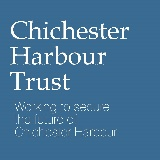 Chichester
Harbour
Trust
Working to secure
the future of
Chichester Harbour